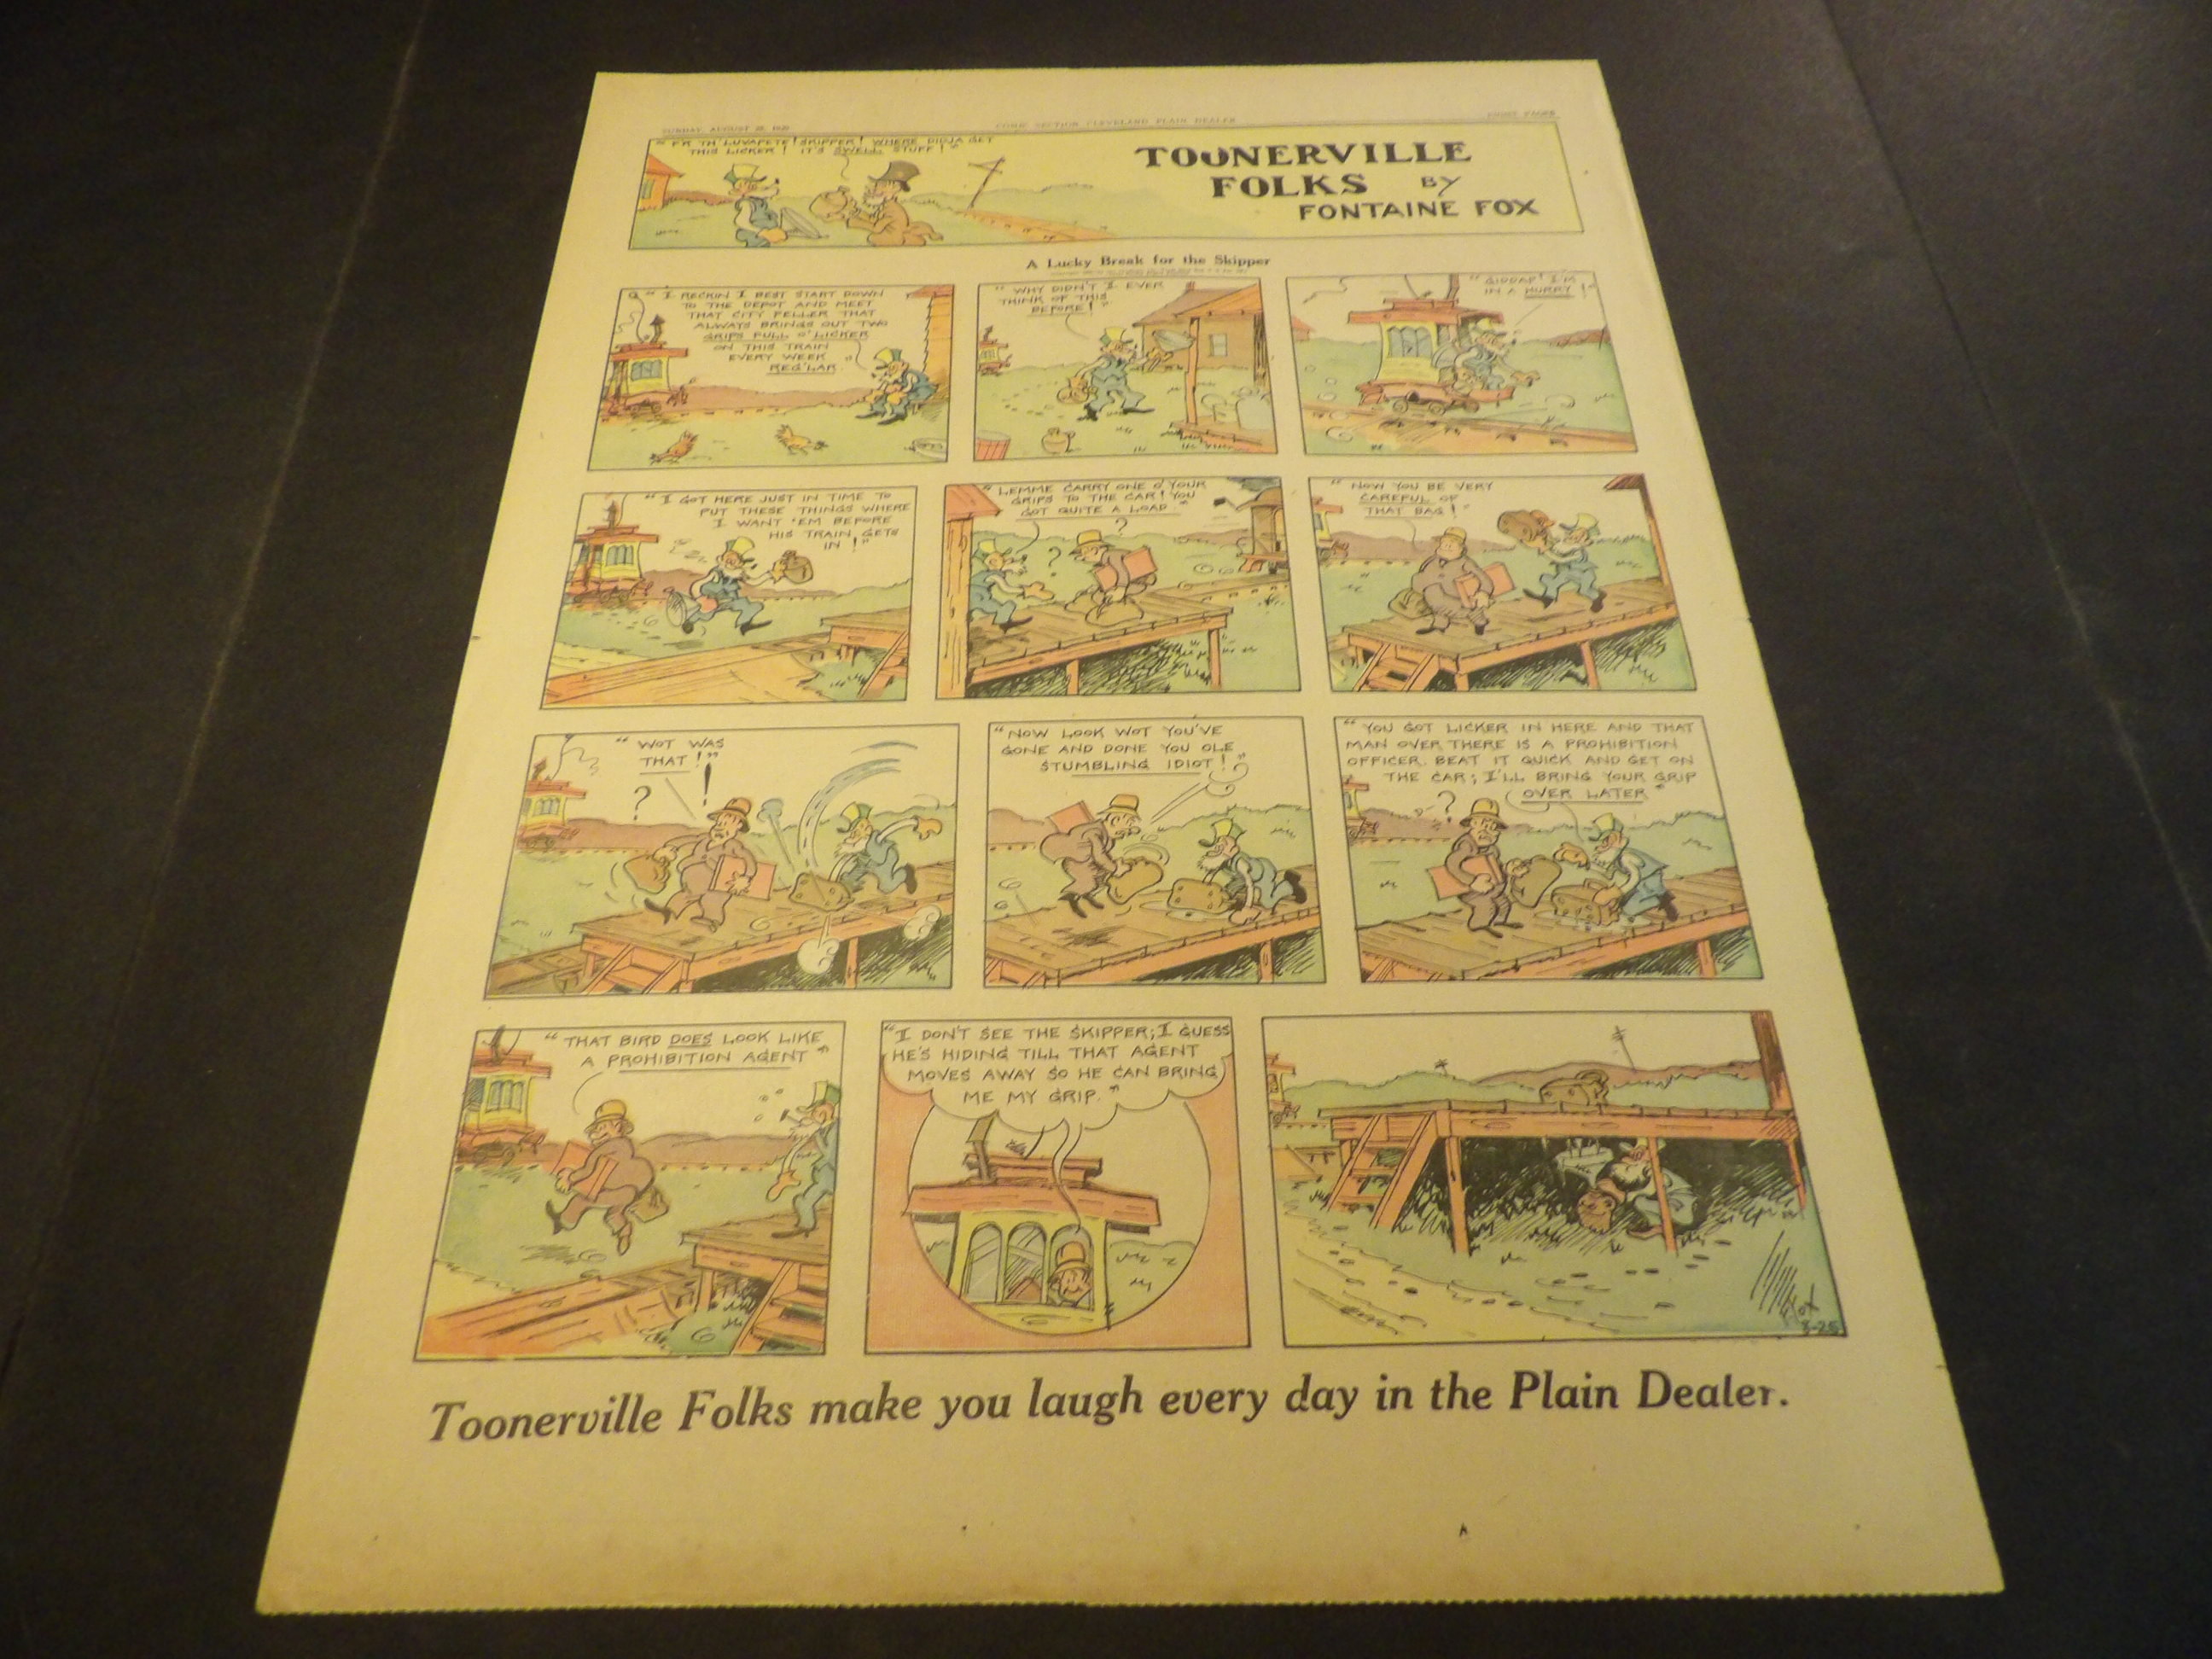 SUNDAY, AUGUST
COMIC SECTION CLEVELAND PLAIN DEALER
"F'R TH' LUVAPETE! SKIPPER! WHERE DIDJA GET
THIS LICKER! IT'S SWELL STUFF!"
TOONERVILLE
FOLKS BY
FONTAINE FOX
A Lucky Break for the Skipper
"I RECKIN I BEST START DOWN
TO THE DEPOT AND MEET
THAT CITY FELLER THAT
ALWAYS BRINGS OUT TWO
GRIPS FULL O' LICKER
ON THIS TRAIN
EVERY WEEK
REG'LAR."
"WHY DIDN'T I EVER
THINK OF THIS
BEFORE!"
"GIDDAP! I'M
IN A HURRY!"
"I GOT HERE JUST IN TIME TO
PUT THESE THINGS WHERE
I WANT 'EM BEFORE
HIS TRAIN GETS
IN!"
"LEMME CARRY ONE O' YOUR
GRIPS TO THE CAR! YOU
GOT QUITE A LOAD"
?
?
"NOW YOU BE VERY
CAREFUL OF
THAT BAG!"
"WOT WAS
THAT!"
? !
"NOW LOOK WOT YOU'VE
GONE AND DONE YOU OLE
STUMBLING IDIOT!"
"YOU GOT LICKER IN HERE AND THAT
MAN OVER THERE IS A PROHIBITION
OFFICER. BEAT IT QUICK AND GET ON
THE CAR; I'LL BRING YOUR GRIP
OVER LATER"
?
"THAT BIRD DOES LOOK LIKE
A PROHIBITION AGENT"
"I DON'T SEE THE SKIPPER; I GUESS
HE'S HIDING TILL THAT AGENT
MOVES AWAY SO HE CAN BRING
ME MY GRIP."
FOX
8-25
Toonerville Folks make you laugh every day in the Plain Dealer.